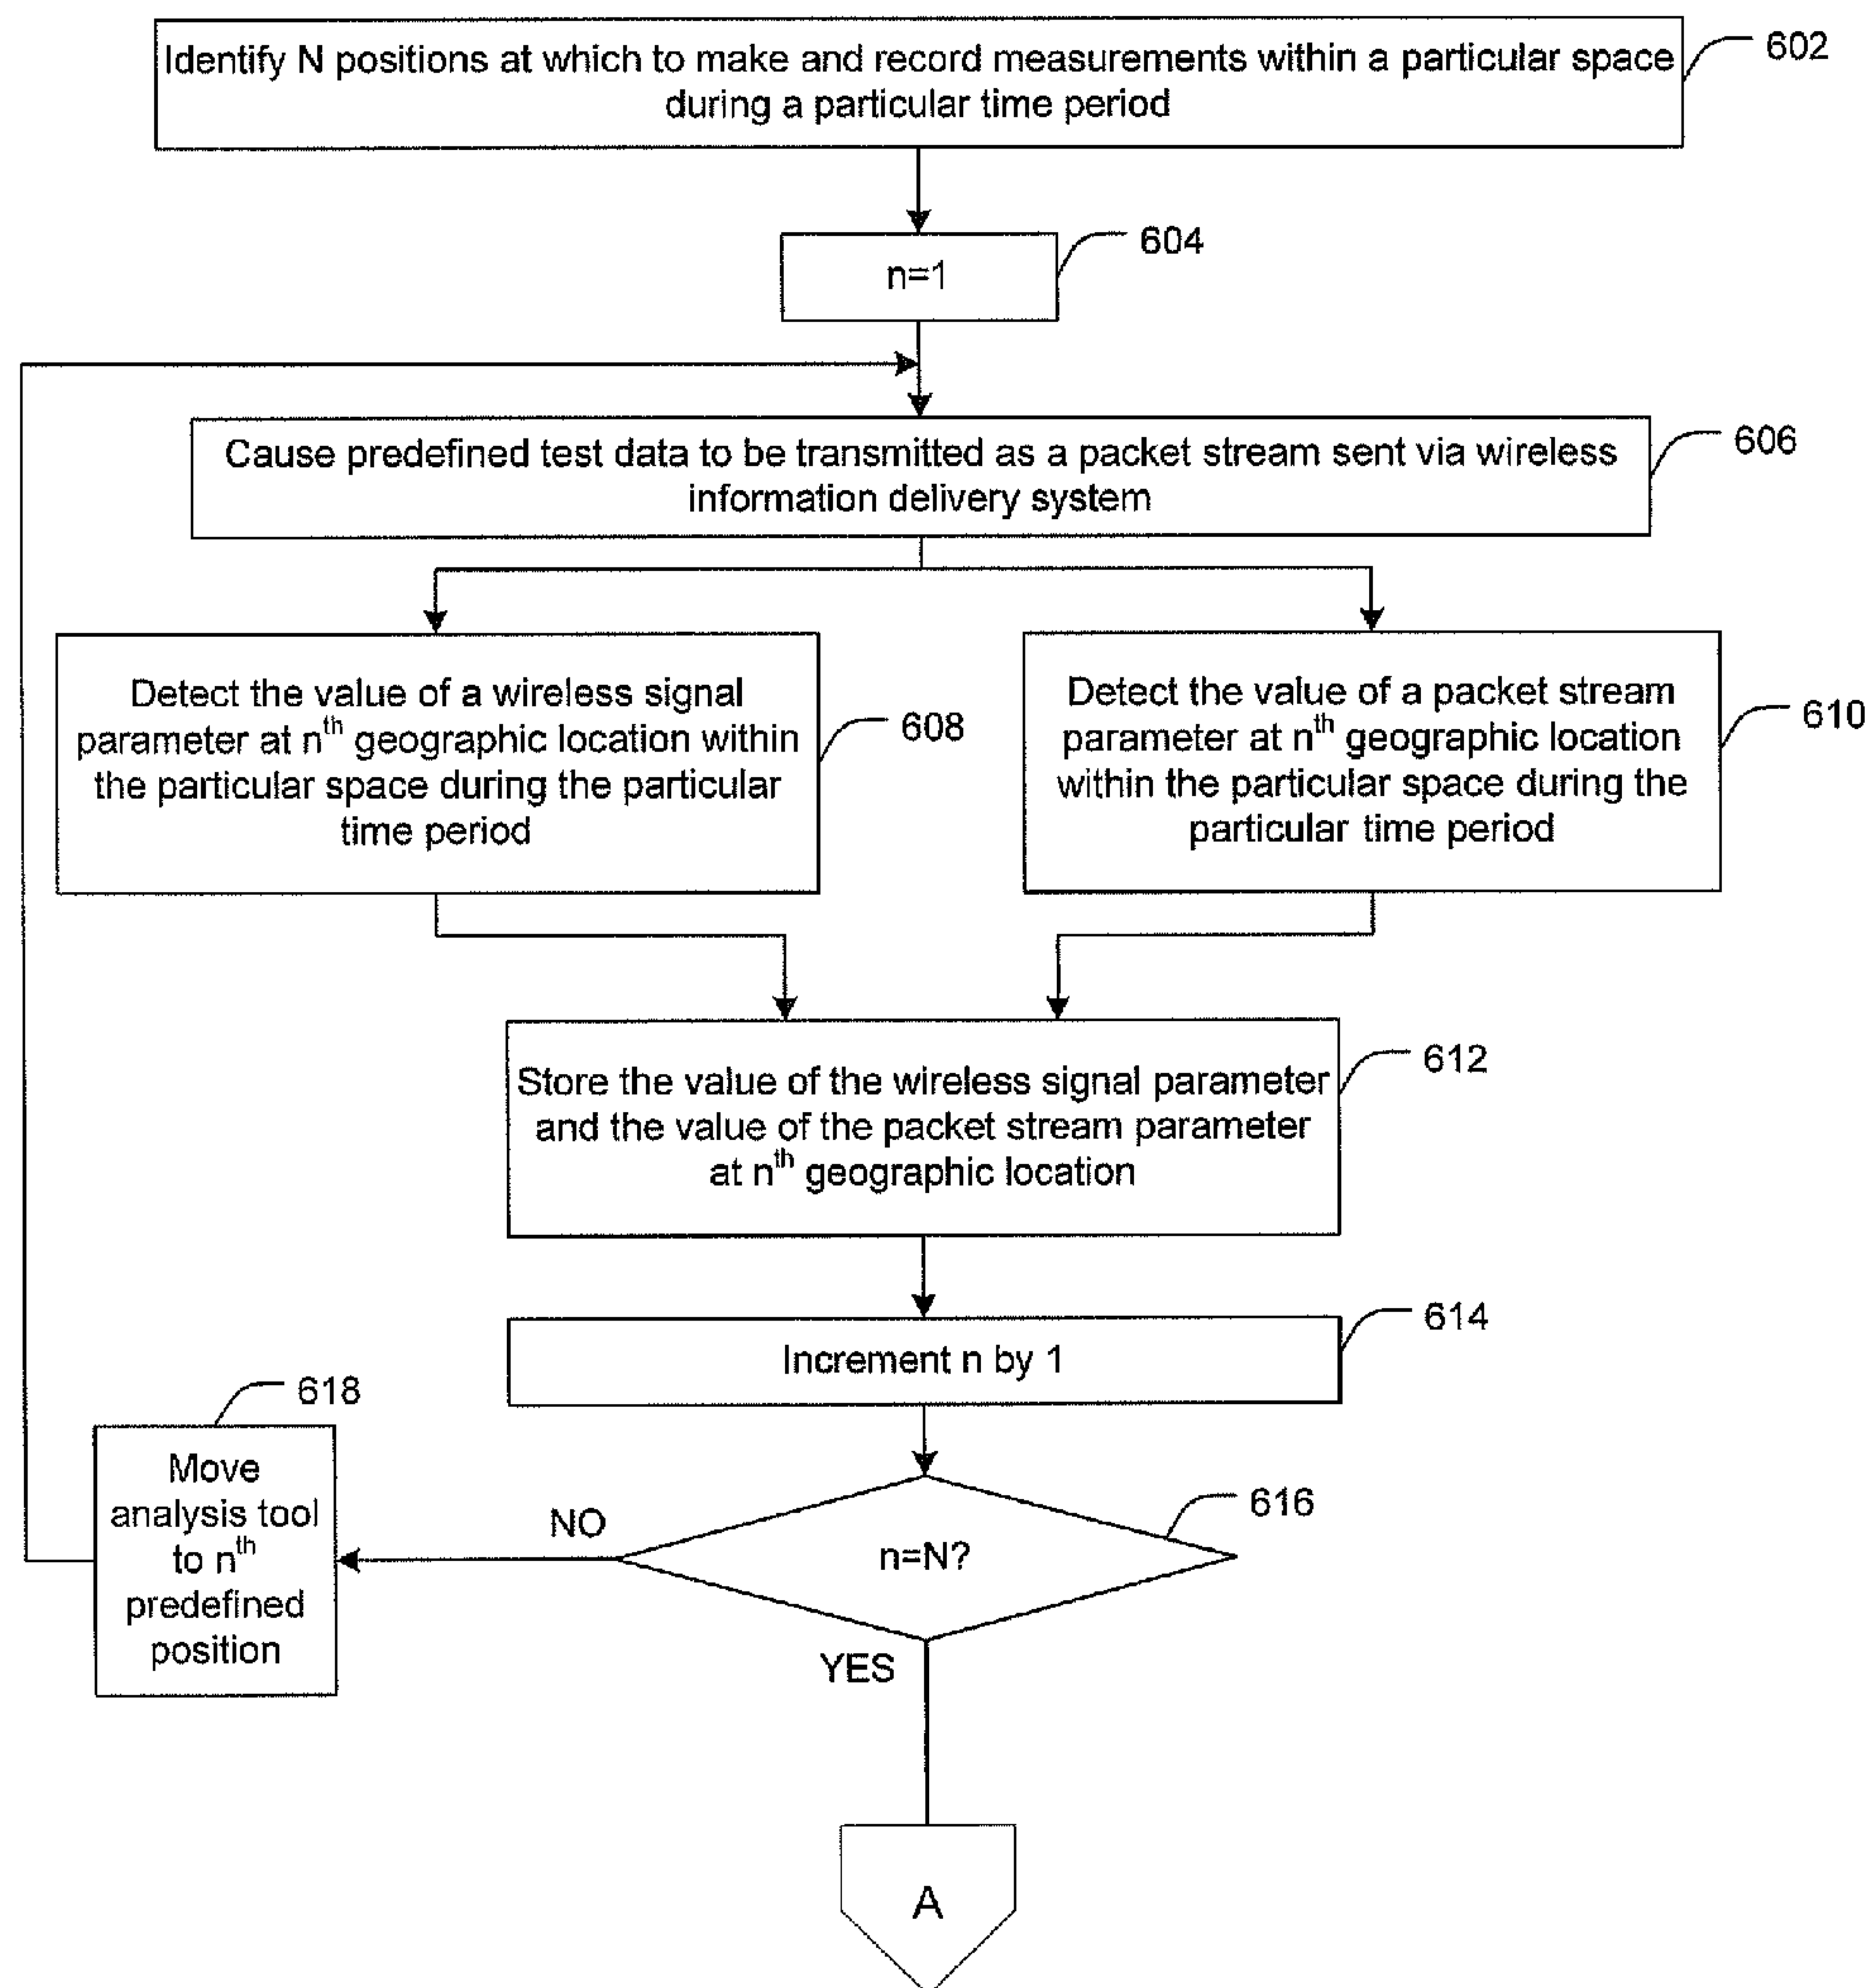 Identify N positions at which to make and record measurements within a particular space
during a particular time period
602
604
n=1
Cause predefined test data to be transmitted as a packet stream sent via wireless
information delivery system
606
Detect the value of a wireless signal
parameter at nth geographic location within
the particular space during the particular
time period
608
Detect the value of a packet stream
parameter at nth geographic location
within the particular space during the
particular time period
610
Store the value of the wireless signal parameter
and the value of the packet stream parameter
at nth geographic location
612
614
Increment n by 1
618
Move
analysis tool
to nth
predefined
position
NO
616
n=N?
YES
A